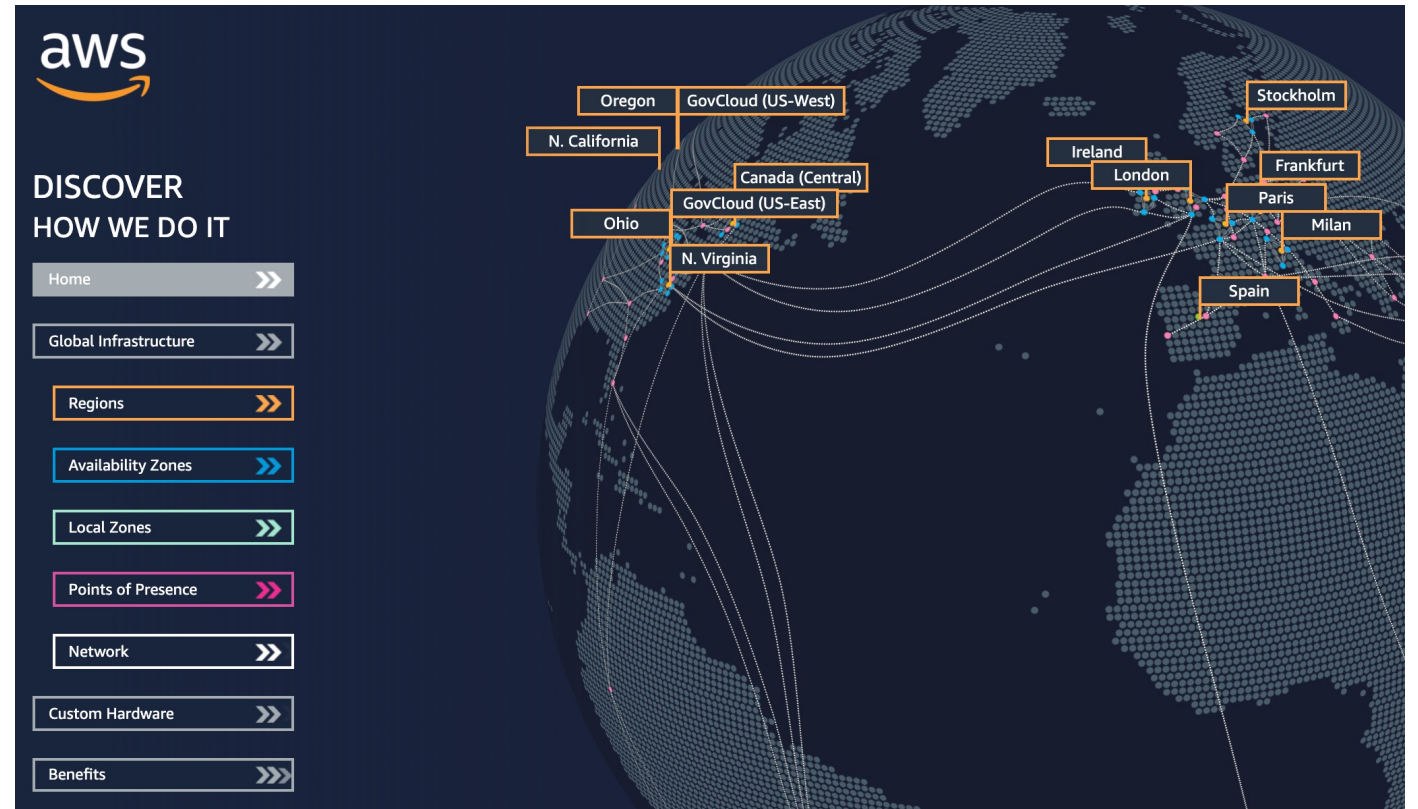 aws
DISCOVER
HOW WE DO IT
Home
Global Infrastructure
Regions
Availability Zones
Local Zones
Points of Presence
Network
Custom Hardware
Benefits
Oregon
GovCloud (US-West)
N. California
Canada (Central)
GovCloud (US-East)
Ohio
N. Virginia
Stockholm
Ireland
London
Frankfurt
Paris
Milan
Spain